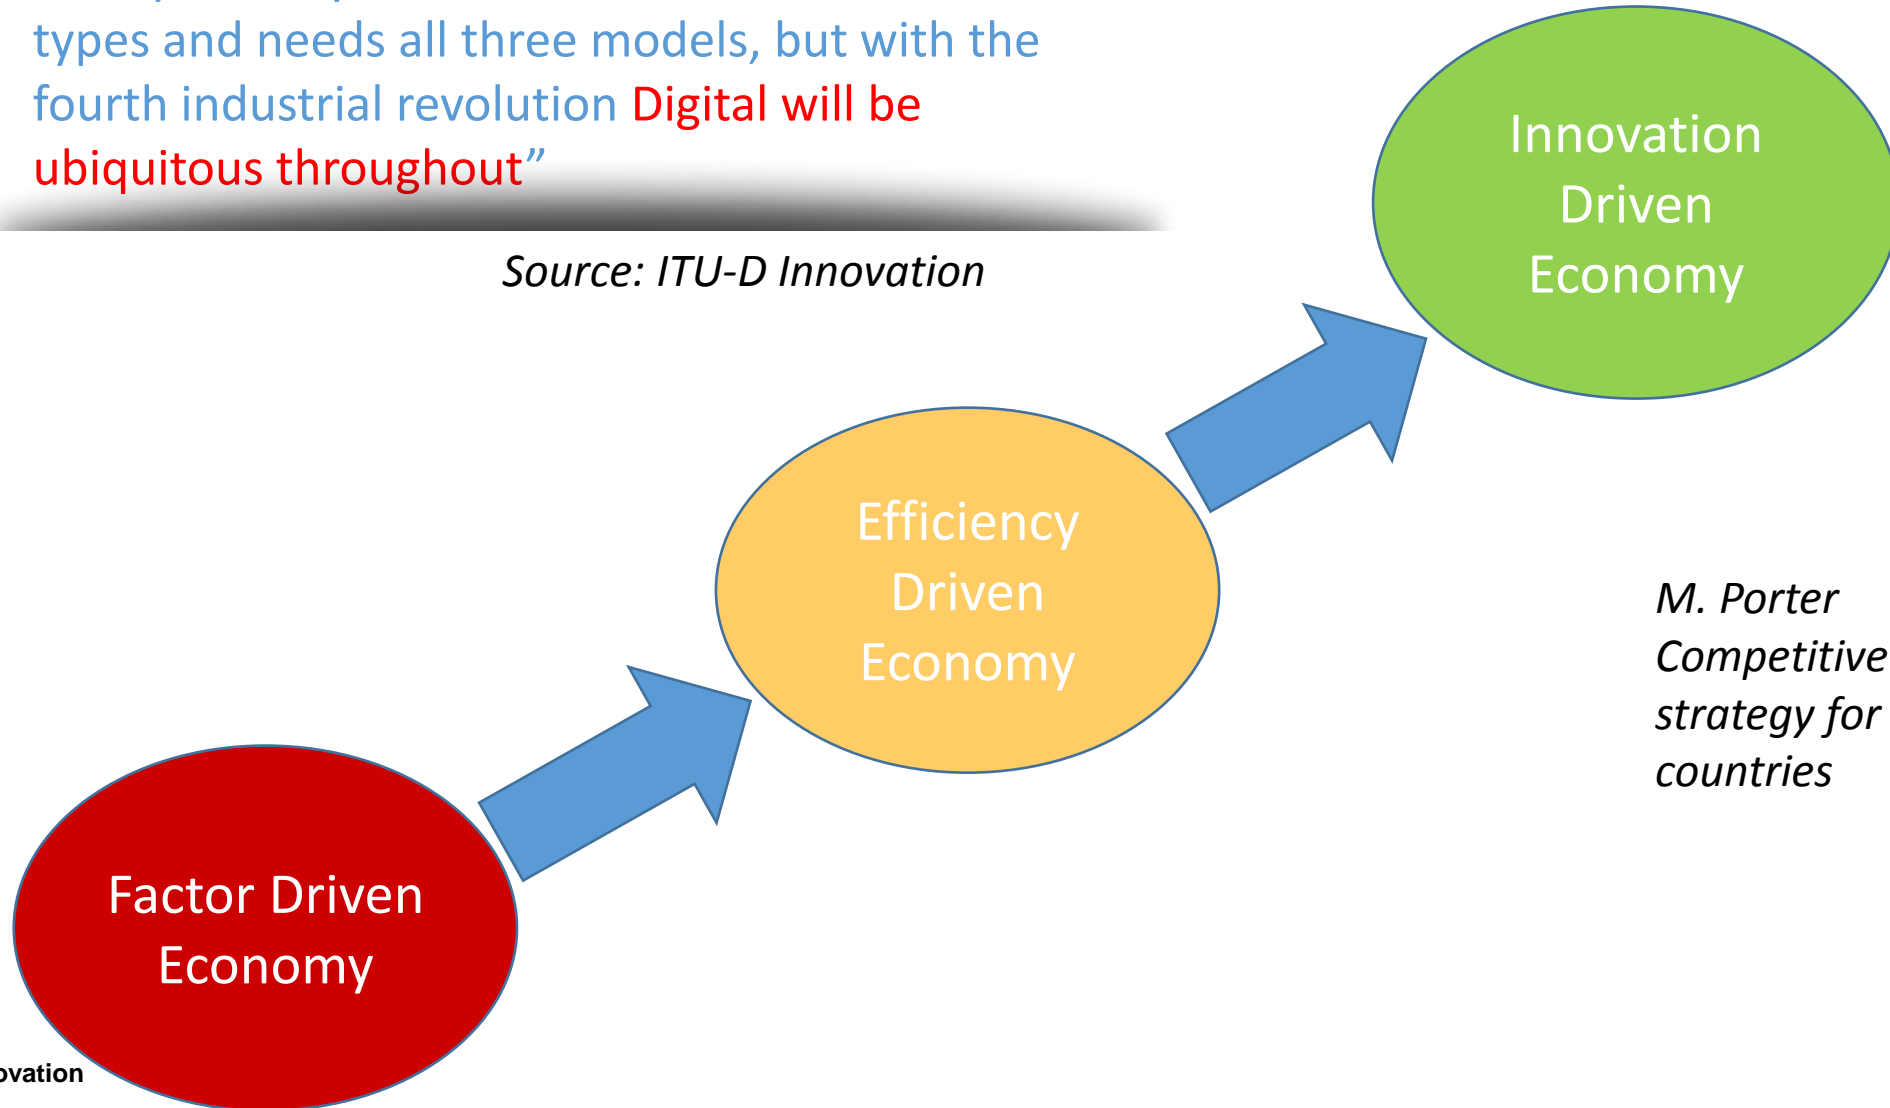 types and needs all three models, but with the
fourth industrial revolution Digital will be
ubiquitous throughout”
Source: ITU-D Innovation
Innovation
Driven
Economy
Efficiency
Driven
Economy
M. Porter
Competitive
strategy for
countries
Factor Driven
Economy
ovation